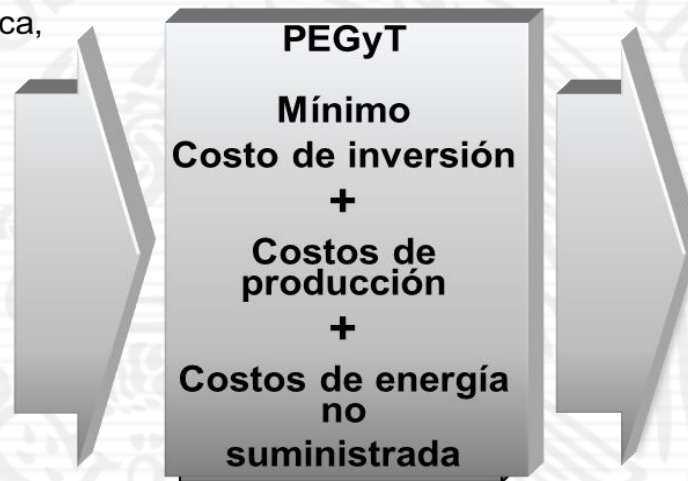 ca,
PEGyT
Mínimo
Costo de inversión
+
Costos de
producción
+
Costos de energía
no
suministrada